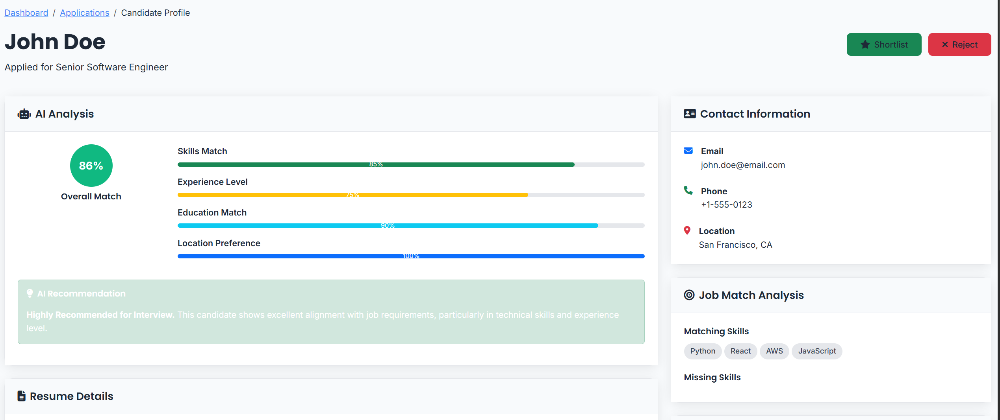 Dashboard / Applications / Candidate Profile
John Doe
Applied for Senior Software Engineer
Shortlist
Reject
AI Analysis
86%
Overall Match
Skills Match
85%
Experience Level
75%
Education Match
90%
Location Preference
100%
AI Recommendation
Highly Recommended for Interview. This candidate shows excellent alignment with job requirements, particularly in technical skills and experience
level.
Resume Details
Contact Information
Email
john.doe@email.com
Phone
+1-555-0123
Location
San Francisco, CA
Job Match Analysis
Matching Skills
Python React AWS JavaScript
Missing Skills